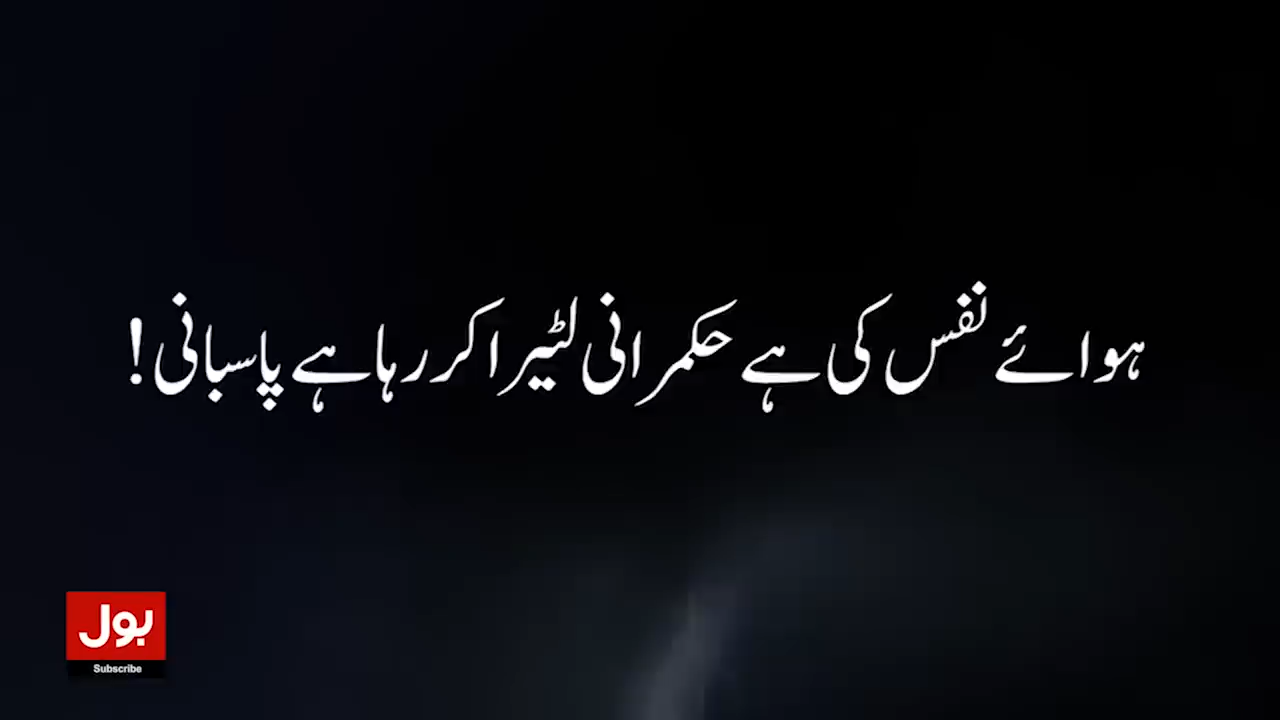 ہوائے نفس کی ہے حکمرانی لٹیرا کر رہا ہے پاسبانی!
بول
Subscribe